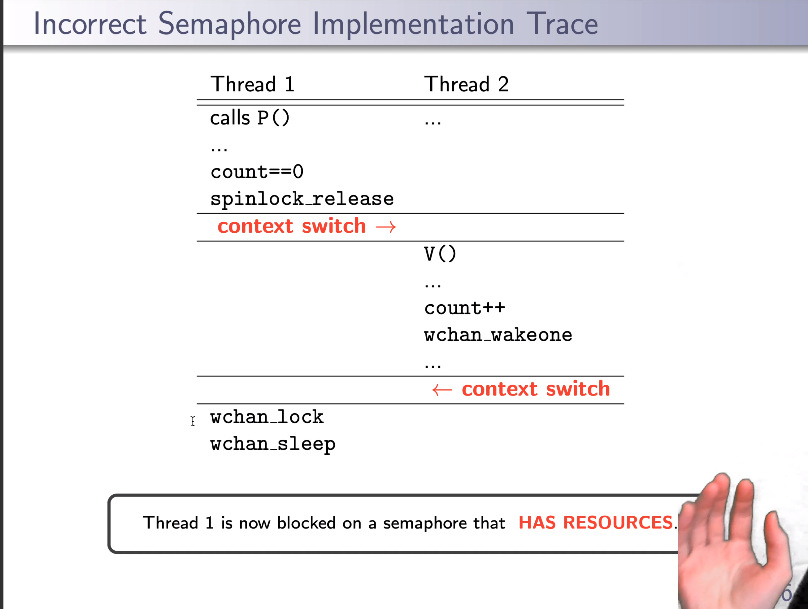 Incorrect Semaphore Implementation Trace
Thread 1 Thread 2
calls P() ...
...
count==0
spinlock_release
context switch →
V()
...
count++
wchan_wakeone
...
← context switch
wchan_lock
wchan_sleep
Thread 1 is now blocked on a semaphore that HAS RESOURCES.
6